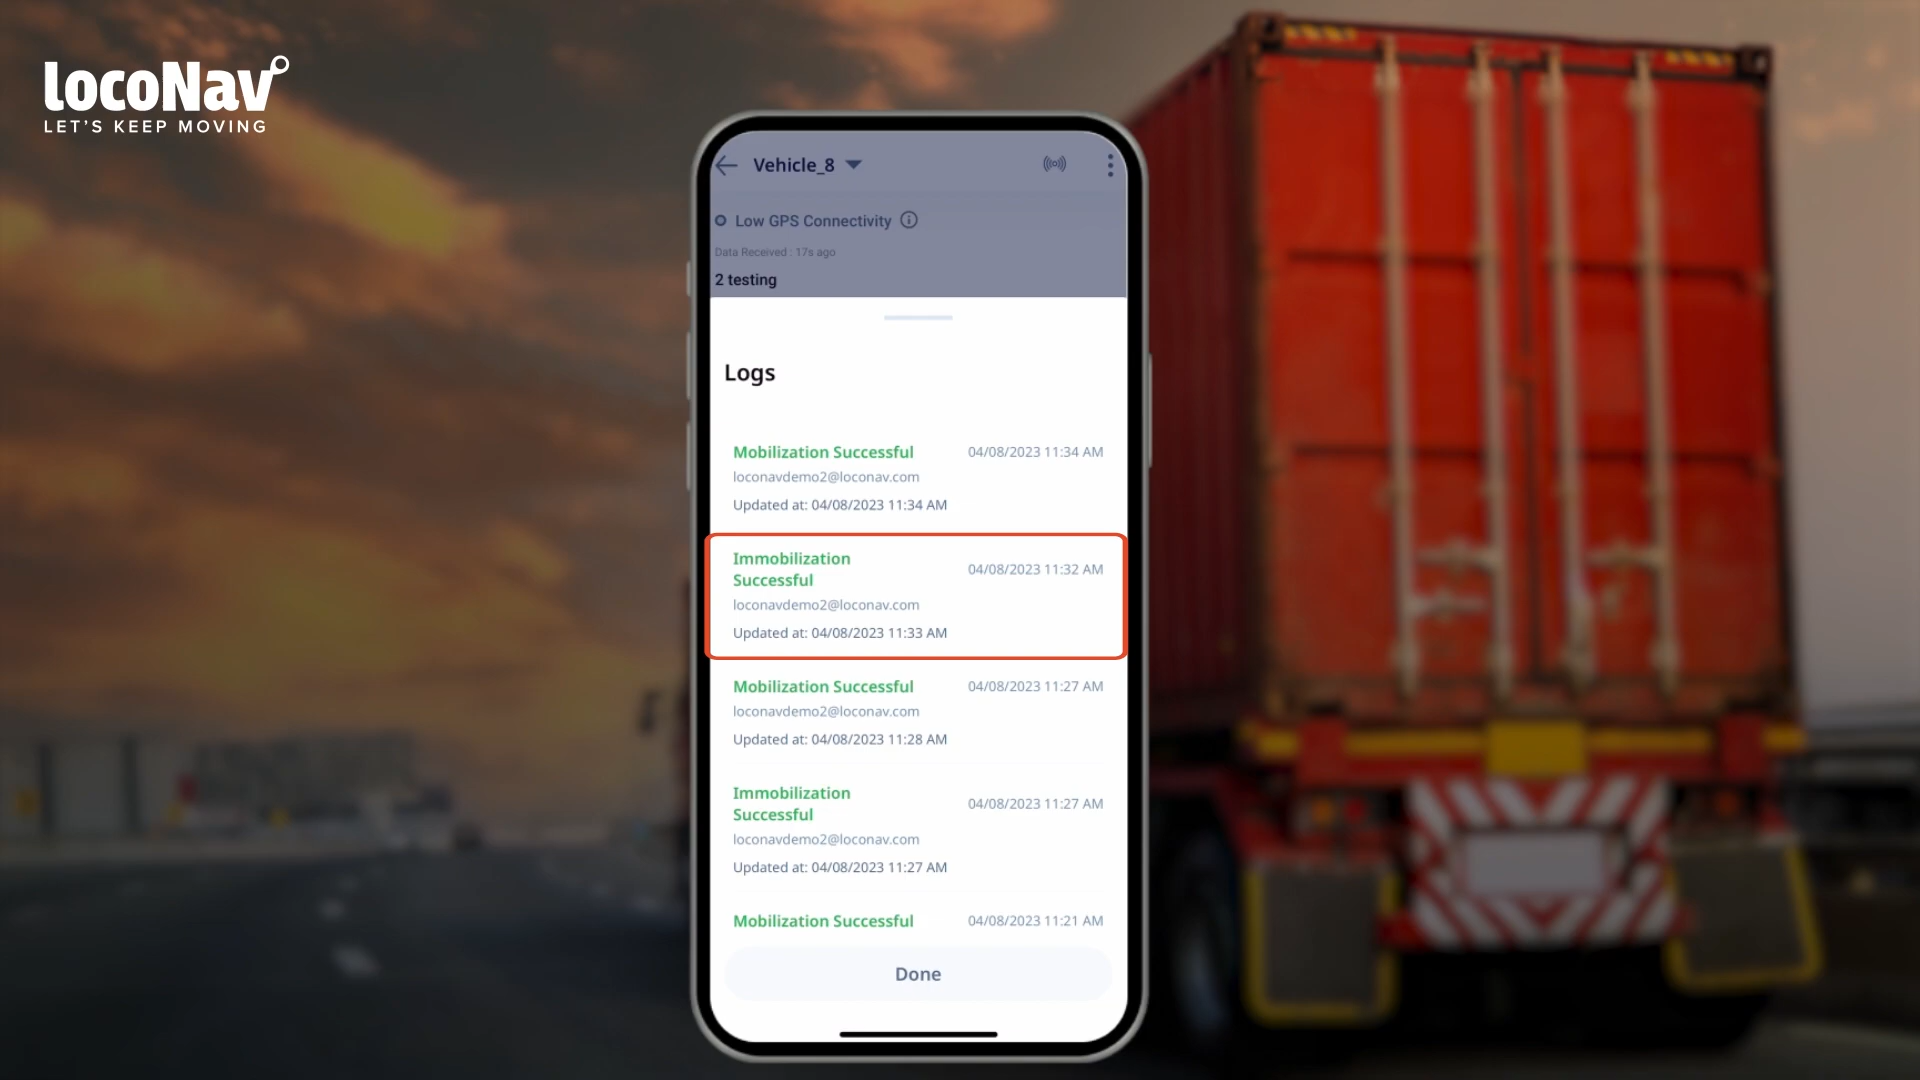 locoNav
LET'S KEEP MOVING
Vehicle_8
Low GPS Connectivity
Data Received : 17s ago
2 testing
Logs
Mobilization Successful 04/08/2023 11:34 AM
loconavdemo2@loconav.com
Updated at: 04/08/2023 11:34 AM
Immobilization
Successful 04/08/2023 11:32 AM
loconavdemo2@loconav.com
Updated at: 04/08/2023 11:33 AM
Mobilization Successful 04/08/2023 11:27 AM
loconavdemo2@loconav.com
Updated at: 04/08/2023 11:28 AM
Immobilization
Successful 04/08/2023 11:27 AM
loconavdemo2@loconav.com
Updated at: 04/08/2023 11:27 AM
Mobilization Successful 04/08/2023 11:21 AM
Done